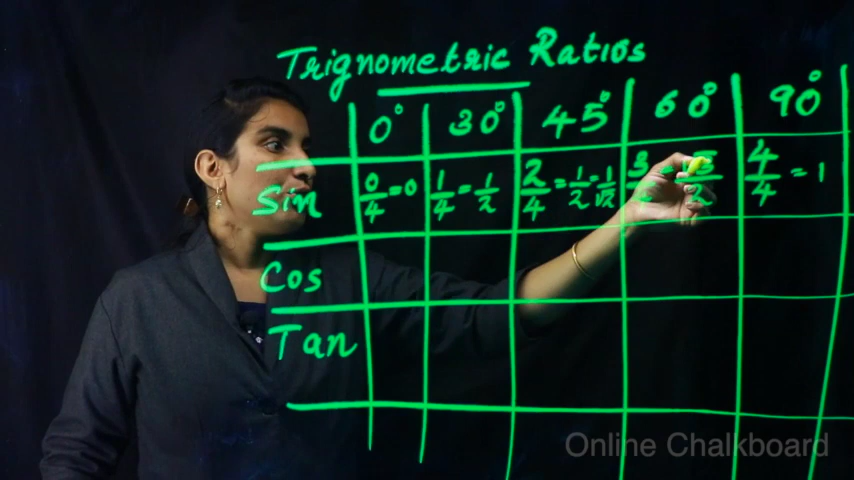 Trignometric Ratios
0° 30° 45° 60° 90°
Sin 0/4=0 1/4=1/2 2/4=1/2=1/√2 4/4=1
Cos
Tan
Online Chalkboard